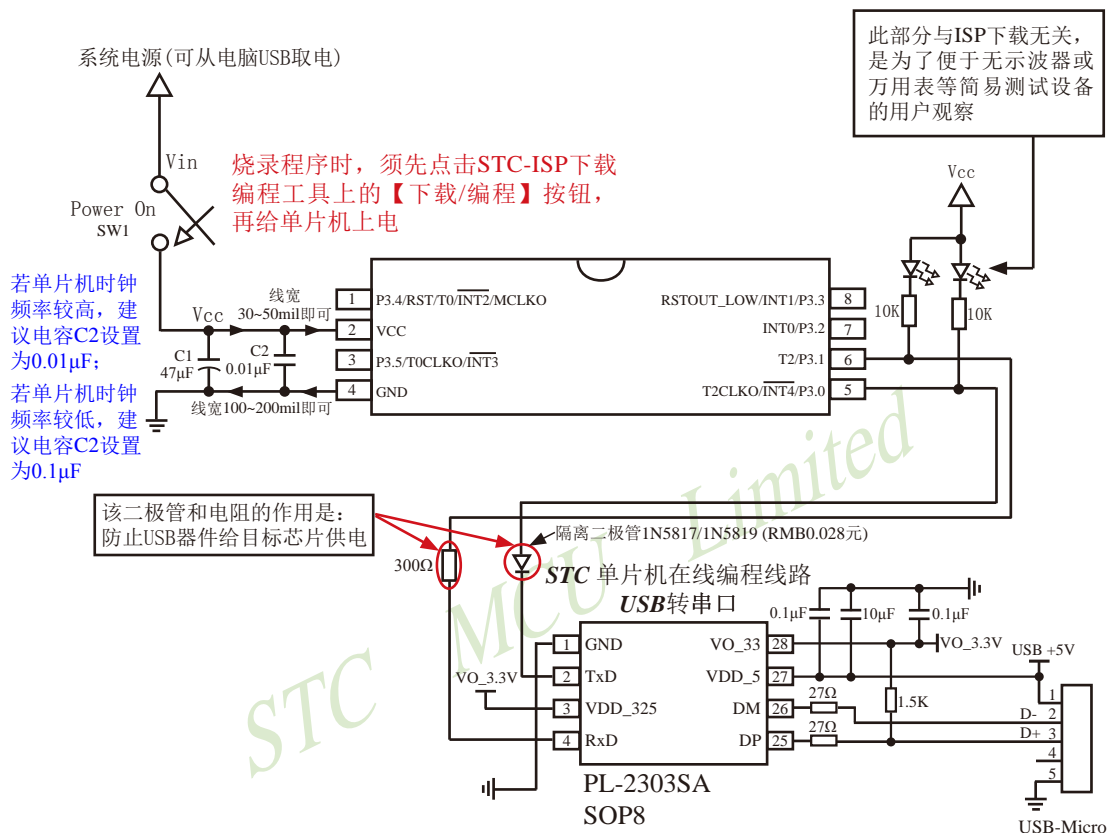 系统电源(可从电脑USB取电)
Vin
Power On
SW1
烧录程序时，须先点击STC-ISP下载
编程工具上的【下载/编程】按钮，
再给单片机上电
此部分与ISP下载无关，
是为了便于无示波器或
万用表等简易测试设备
的用户观察
Vcc
10K
10K
若单片机时钟
频率较高，建
议电容C2设置
为0.01μF；
若单片机时钟
频率较低，建
议电容C2设置
为0.1μF
Vcc
线宽
30~50mil即可
C1
47μF
C2
0.01μF
线宽100~200mil即可
1 P3.4/RST/T0/INT2/MCLKO
2 VCC
3 P3.5/T0CLKO/INT3
4 GND
RSTOUT_LOW/INT1/P3.3 8
INT0/P3.2 7
T2/P3.1 6
T2CLKO/INT4/P3.0 5
该二极管和电阻的作用是：
防止USB器件给目标芯片供电
300Ω
隔离二极管1N5817/1N5819 (RMB0.028元)
STC 单片机在线编程线路
USB转串口
0.1μF
10μF
0.1μF
VO_3.3V
1 GND
2 TxD
3 VDD_325
4 RxD
VO_33 28
VDD_5 27
DM 26
DP 25
VO_3.3V
USB +5V
27Ω
27Ω
1.5K
D-
D+
1
2
3
4
5
PL-2303SA
SOP8
USB-Micro
STC MCU Limited